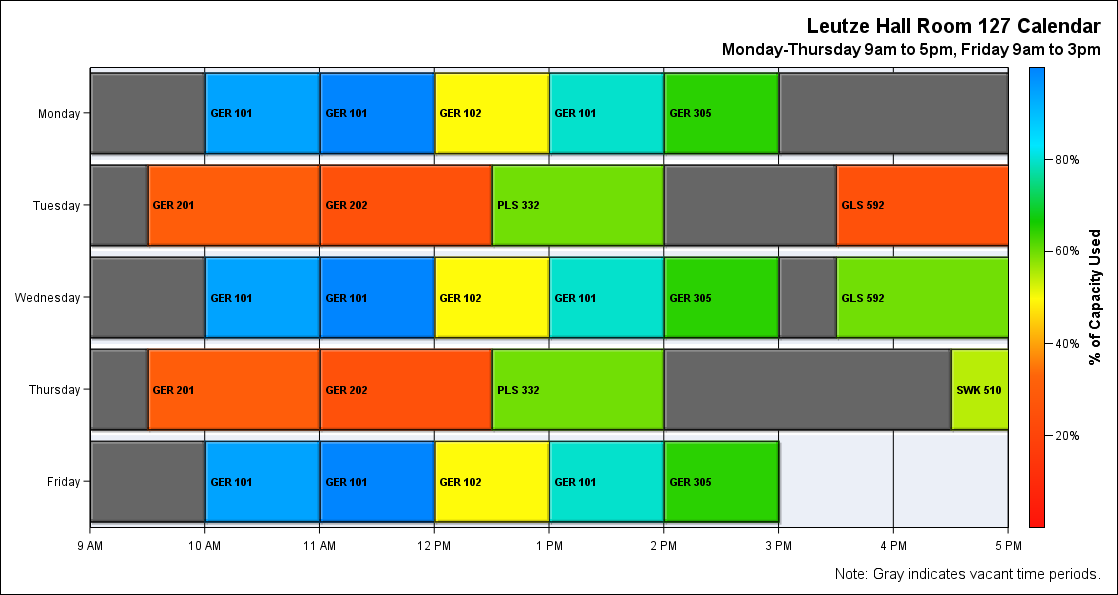 Leutze Hall Room 127 Calendar
Monday-Thursday 9am to 5pm, Friday 9am to 3pm
Monday
GER 101
GER 101
GER 102
GER 101
GER 305
Tuesday
GER 201
GER 202
PLS 332
GLS 592
Wednesday
GER 101
GER 101
GER 102
GER 101
GER 305
GLS 592
Thursday
GER 201
GER 202
PLS 332
SWK 510
Friday
GER 101
GER 101
GER 102
GER 101
GER 305
9 AM
10 AM
11 AM
12 PM
1 PM
2 PM
3 PM
4 PM
5 PM
80%
60%
40%
20%
% of Capacity Used
Note: Gray indicates vacant time periods.